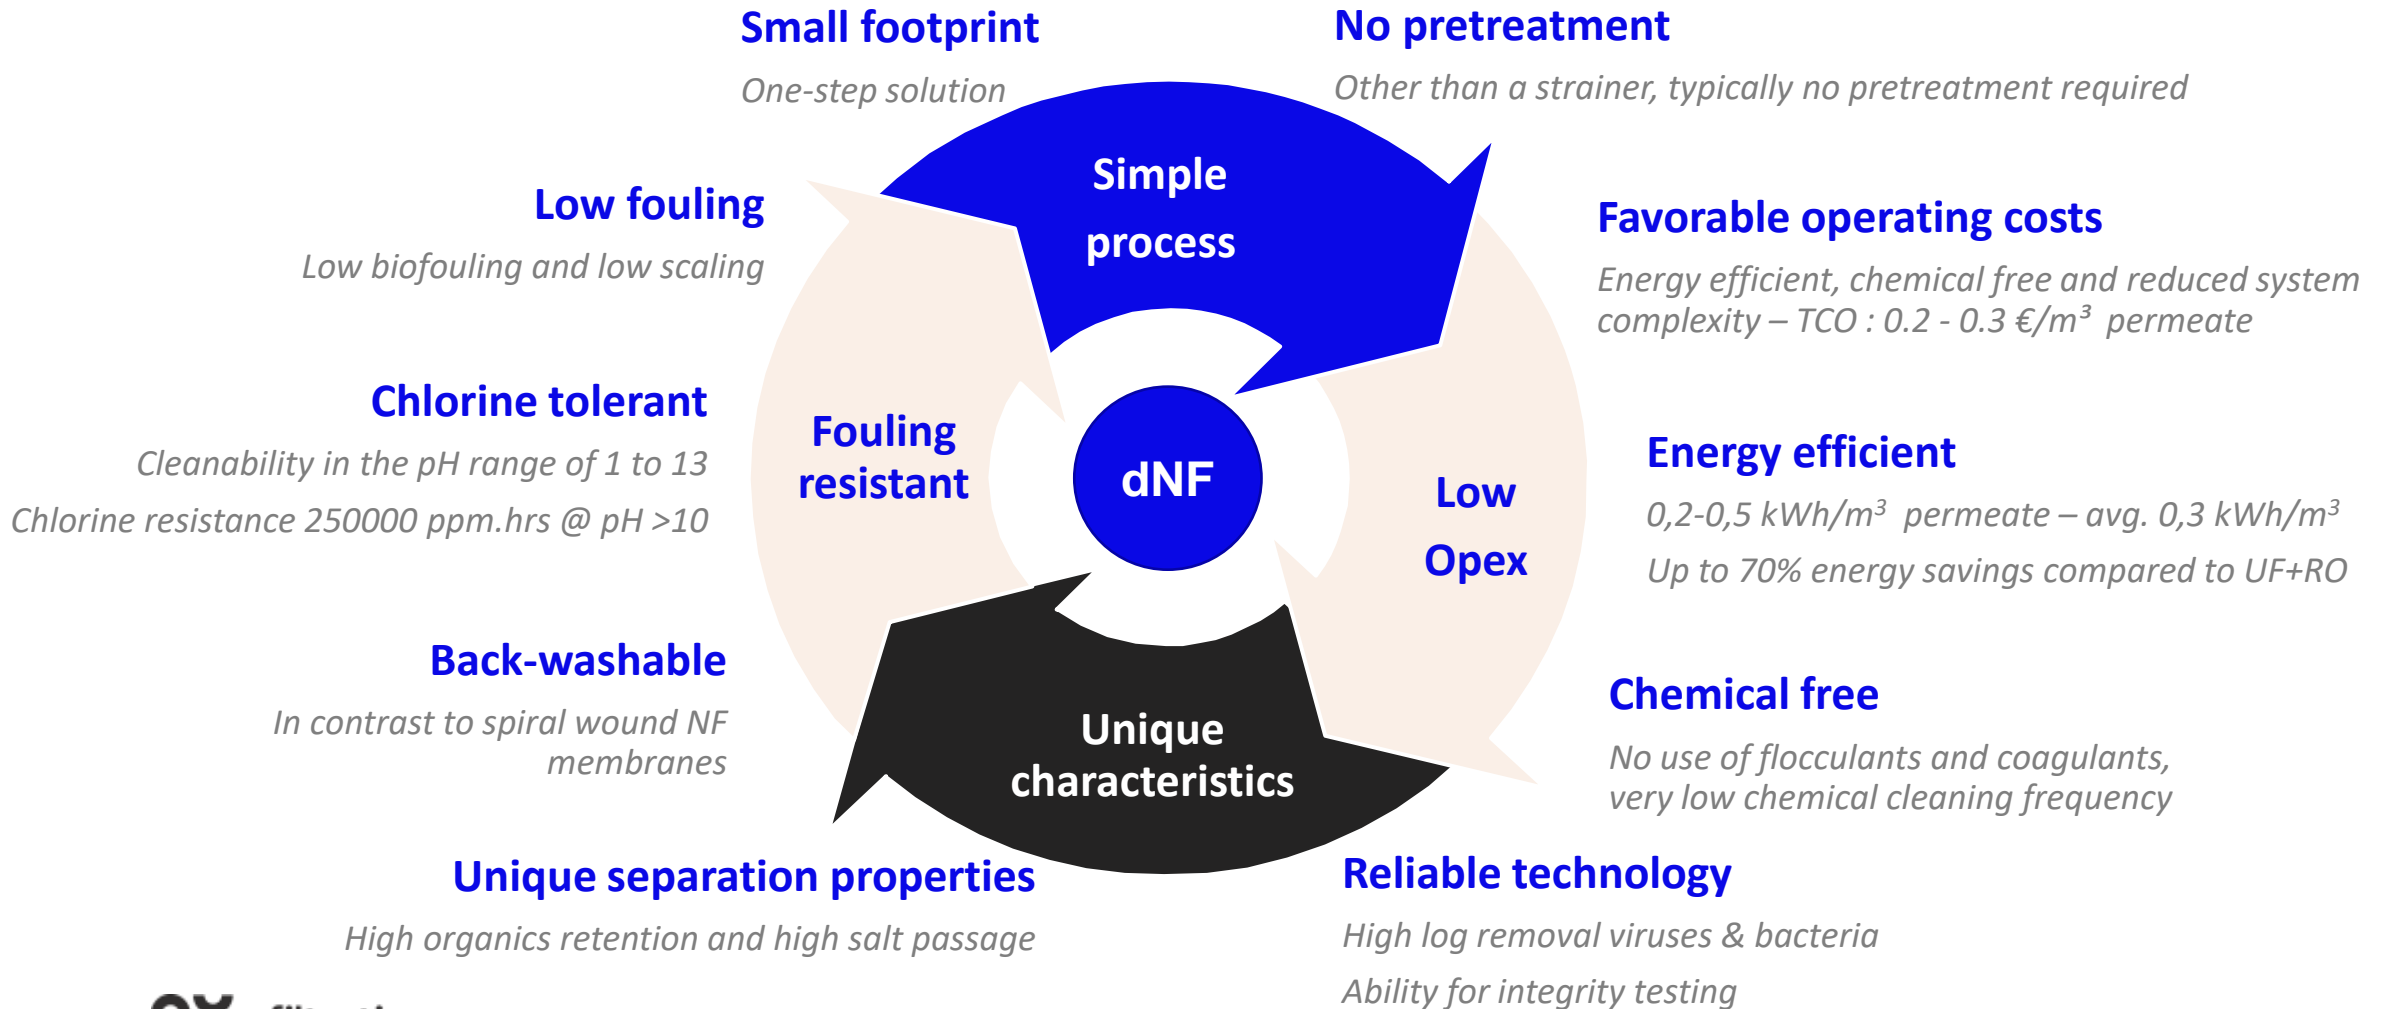 Small footprint
One-step solution
No pretreatment
Other than a strainer, typically no pretreatment required
Simple
process
Low fouling
Low biofouling and low scaling
Favorable operating costs
Energy efficient, chemical free and reduced system
complexity – TCO : 0.2 - 0.3 €/m³ permeate
Chlorine tolerant
Cleanability in the pH range of 1 to 13
Chlorine resistance 250000 ppm.hrs @ pH >10
Fouling
resistant
dNF
Low
Opex
Energy efficient
0,2-0,5 kWh/m³ permeate – avg. 0,3 kWh/m³
Up to 70% energy savings compared to UF+RO
Back-washable
In contrast to spiral wound NF
membranes
Unique
characteristics
Chemical free
No use of flocculants and coagulants,
very low chemical cleaning frequency
Unique separation properties
High organics retention and high salt passage
Reliable technology
High log removal viruses & bacteria
Ability for integrity testing